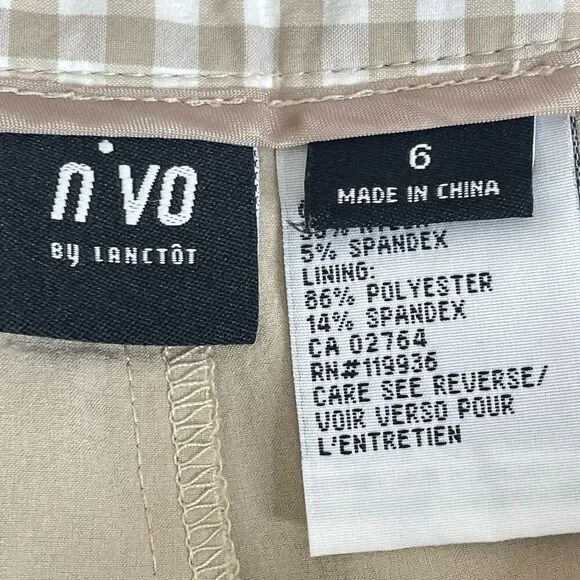 nivo
BY LANCTÔT
6
MADE IN CHINA
5% SPANDEX
LINING:
86% POLYESTER
14% SPANDEX
CA 02764
RN#119936
CARE SEE REVERSE/
VOIR VERSO POUR
L'ENTRETIEN